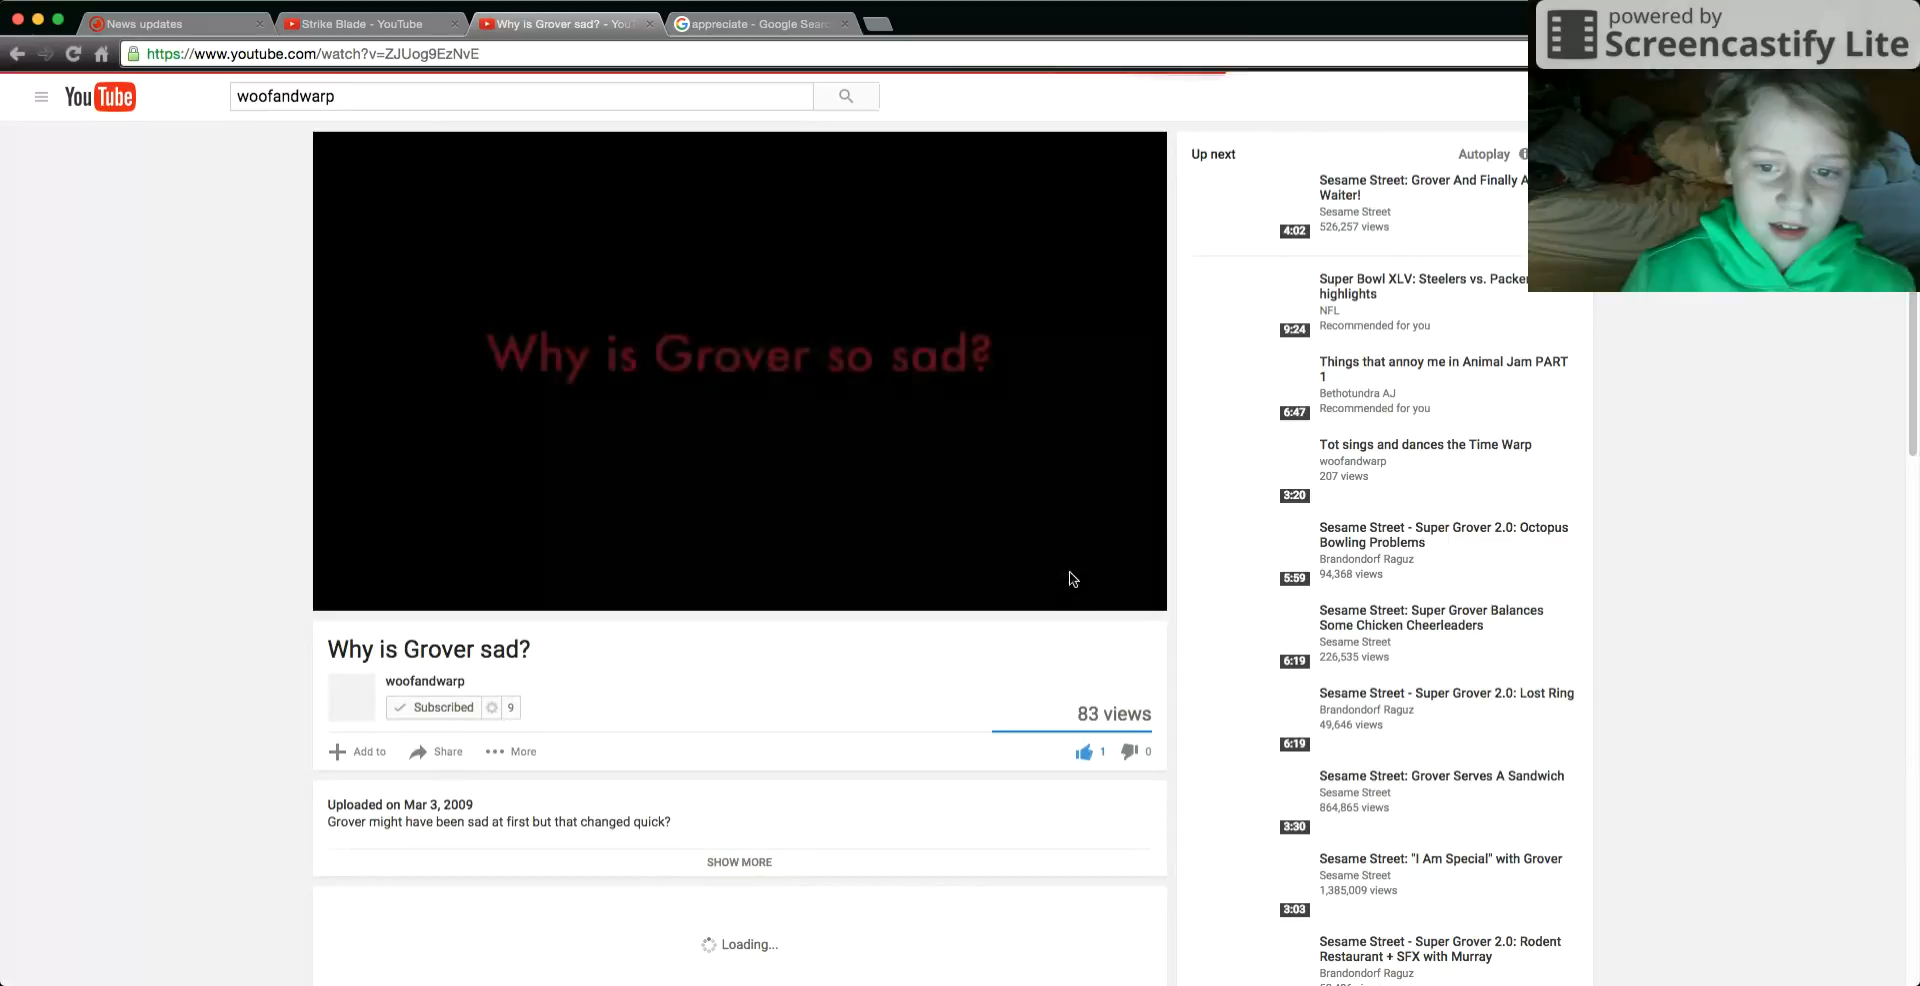 News updates
Strike Blade - YouTube
Why is Grover sad? - You
appreciate - Google Sear
powered by
Screencastify Lite
https://www.youtube.com/watch?v=ZJUog9EzNvE
YouTube
woofandwarp
Why is Grover so sad?
Up next
Autoplay
Sesame Street: Grover And Finally A
Waiter!
Sesame Street
526,257 views
4:02
Super Bowl XLV: Steelers vs. Packer
highlights
NFL
Recommended for you
9:24
Things that annoy me in Animal Jam PART
1
Bethotundra AJ
Recommended for you
6:47
Tot sings and dances the Time Warp
woofandwarp
207 views
3:20
Sesame Street - Super Grover 2.0: Octopus
Bowling Problems
Brandondorf Raguz
94,368 views
5:59
Sesame Street: Super Grover Balances
Some Chicken Cheerleaders
Sesame Street
226,535 views
6:19
Sesame Street - Super Grover 2.0: Lost Ring
Brandondorf Raguz
49,646 views
6:19
Sesame Street: Grover Serves A Sandwich
Sesame Street
864,865 views
3:30
Sesame Street: "I Am Special" with Grover
Sesame Street
1,385,009 views
3:03
Sesame Street - Super Grover 2.0: Rodent
Restaurant + SFX with Murray
Brandondorf Raguz
Why is Grover sad?
woofandwarp
Subscribed 9
83 views
Add to Share More
1 0
Uploaded on Mar 3, 2009
Grover might have been sad at first but that changed quick?
SHOW MORE
Loading...